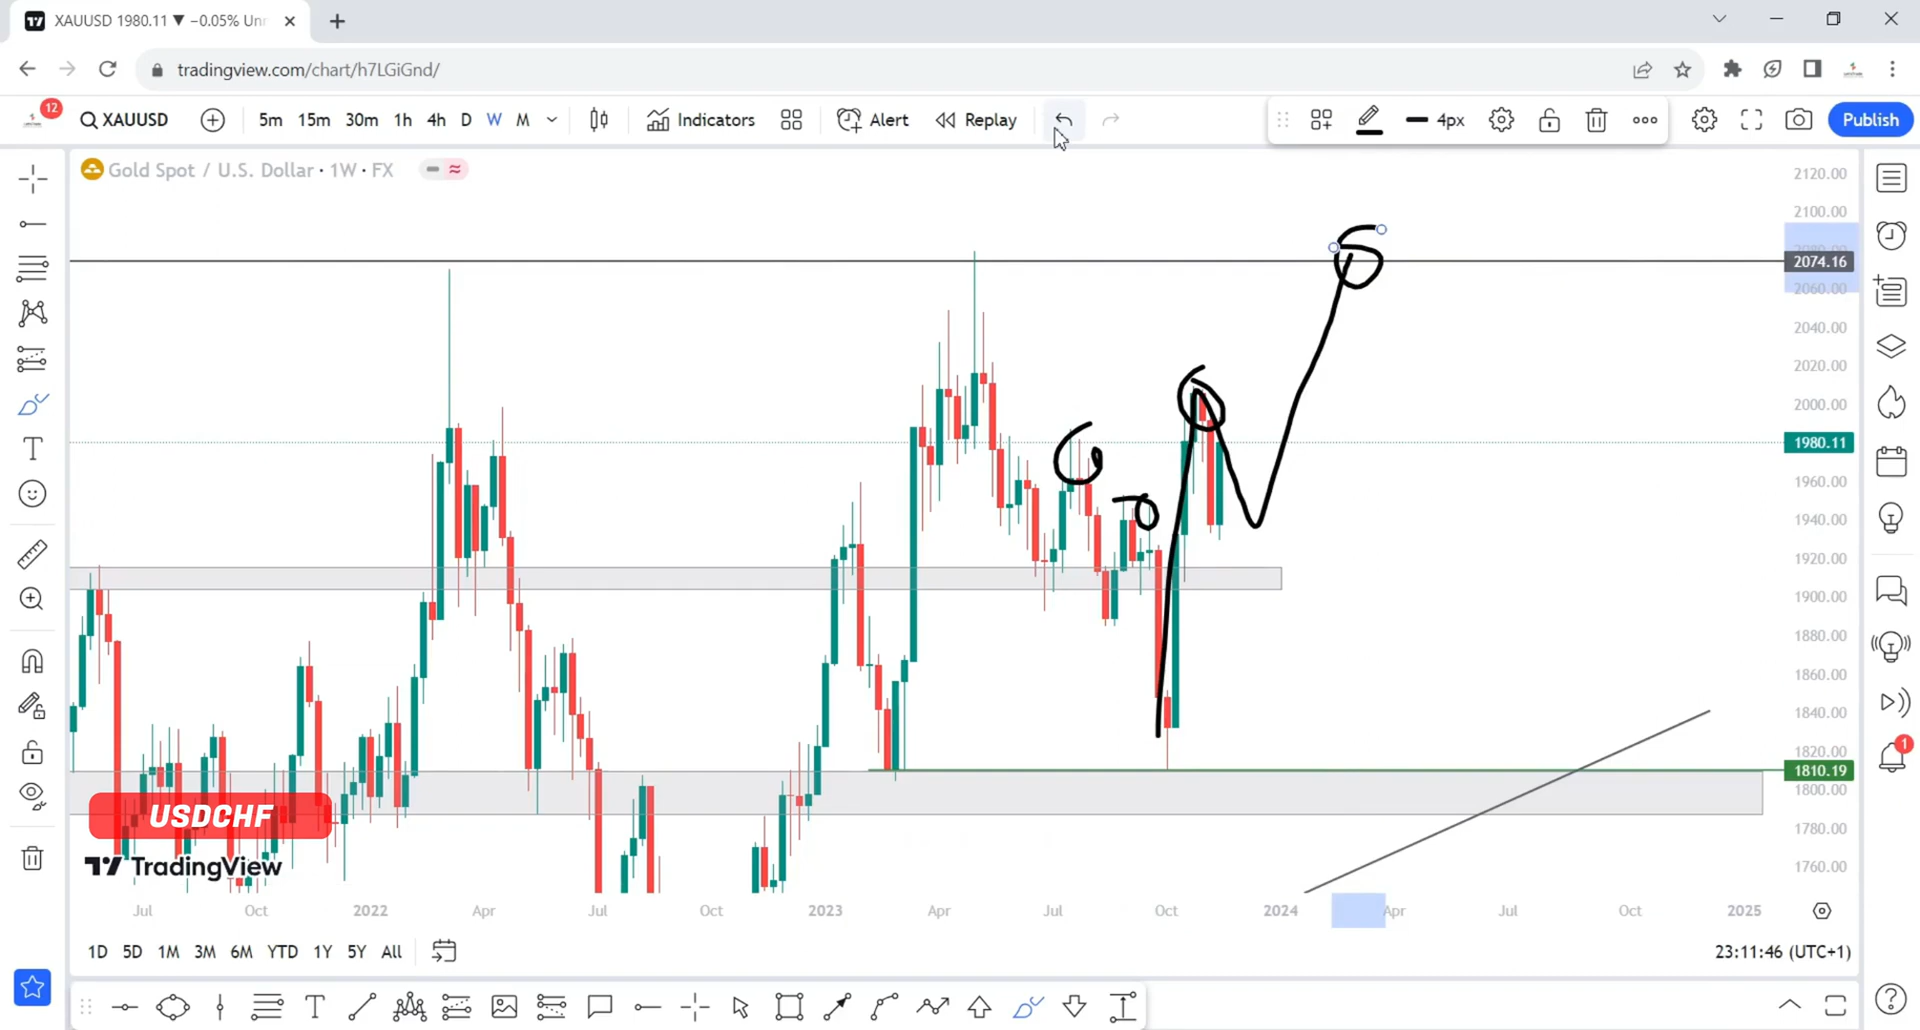 XAUUSD 1980.11 ▼ −0.05% Unn
tradingview.com/chart/h7LGiGnd/
12
XAUUSD 5m 15m 30m 1h 4h D W M Indicators Alert Replay 4px Publish
Gold Spot / U.S. Dollar · 1W · FX
2120.00
2100.00
2080.00
2074.16
2060.00
2040.00
2020.00
2000.00
1980.11
1960.00
1940.00
1920.00
1900.00
1880.00
1860.00
1840.00
1820.00
1810.19
1800.00
1780.00
1760.00
1
USDCHF
TradingView
Jul Oct 2022 Apr Jul Oct 2023 Apr Jul Oct 2024 Apr Jul Oct 2025
1D 5D 1M 3M 6M YTD 1Y 5Y All 23:11:46 (UTC+1)